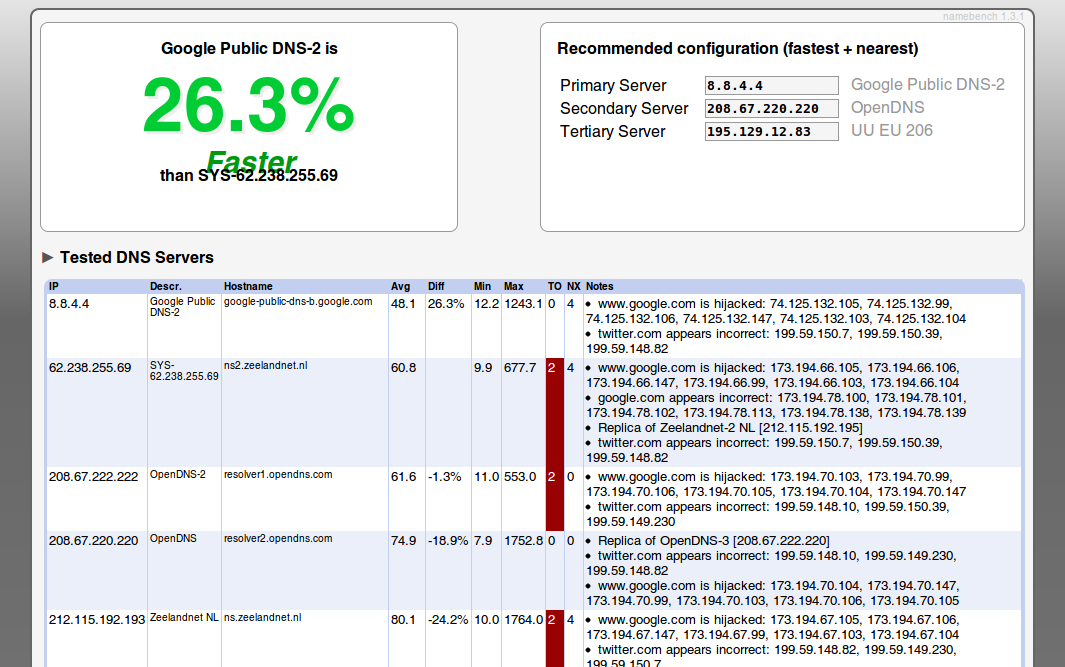 namebench 1.3.1
Google Public DNS-2 is
26.3%
Faster
than SYS-62.238.255.69
Recommended configuration (fastest + nearest)
Primary Server 8.8.4.4 Google Public DNS-2
Secondary Server 208.67.220.220 OpenDNS
Tertiary Server 195.129.12.83 UU EU 206
Tested DNS Servers
IP Descr. Hostname Avg Diff Min Max TO NX Notes
8.8.4.4 Google Public google-public-dns-b.google.com 48.1 26.3% 12.2 1243.1 0 4 • www.google.com is hijacked: 74.125.132.105, 74.125.132.99,
DNS-2 74.125.132.106, 74.125.132.147, 74.125.132.103, 74.125.132.104
• twitter.com appears incorrect: 199.59.150.7, 199.59.150.39,
199.59.148.82
62.238.255.69 SYS- ns2.zeelandnet.nl 60.8 9.9 677.7 2 4 • www.google.com is hijacked: 173.194.66.105, 173.194.66.106,
62.238.255.69 173.194.66.147, 173.194.66.99, 173.194.66.103, 173.194.66.104
• google.com appears incorrect: 173.194.78.100, 173.194.78.101,
173.194.78.102, 173.194.78.113, 173.194.78.138, 173.194.78.139
• Replica of Zeelandnet-2 NL [212.115.192.195]
• twitter.com appears incorrect: 199.59.150.7, 199.59.150.39,
199.59.148.82
208.67.222.222 OpenDNS-2 resolver1.opendns.com 61.6 -1.3% 11.0 553.0 2 0 • www.google.com is hijacked: 173.194.70.103, 173.194.70.99,
173.194.70.106, 173.194.70.105, 173.194.70.104, 173.194.70.147
• twitter.com appears incorrect: 199.59.148.10, 199.59.150.39,
199.59.149.230
208.67.220.220 OpenDNS resolver2.opendns.com 74.9 -18.9% 7.9 1752.8 0 0 • Replica of OpenDNS-3 [208.67.222.220]
• twitter.com appears incorrect: 199.59.148.10, 199.59.149.230,
199.59.148.82
• www.google.com is hijacked: 173.194.70.104, 173.194.70.147,
173.194.70.99, 173.194.70.103, 173.194.70.106, 173.194.70.105
212.115.192.193 Zeelandnet NL ns.zeelandnet.nl 80.1 -24.2% 10.0 1764.0 2 4 • www.google.com is hijacked: 173.194.67.105, 173.194.67.106,
173.194.67.147, 173.194.67.99, 173.194.67.103, 173.194.67.104
• twitter.com appears incorrect: 199.59.148.82, 199.59.149.230,
199.59.150.7